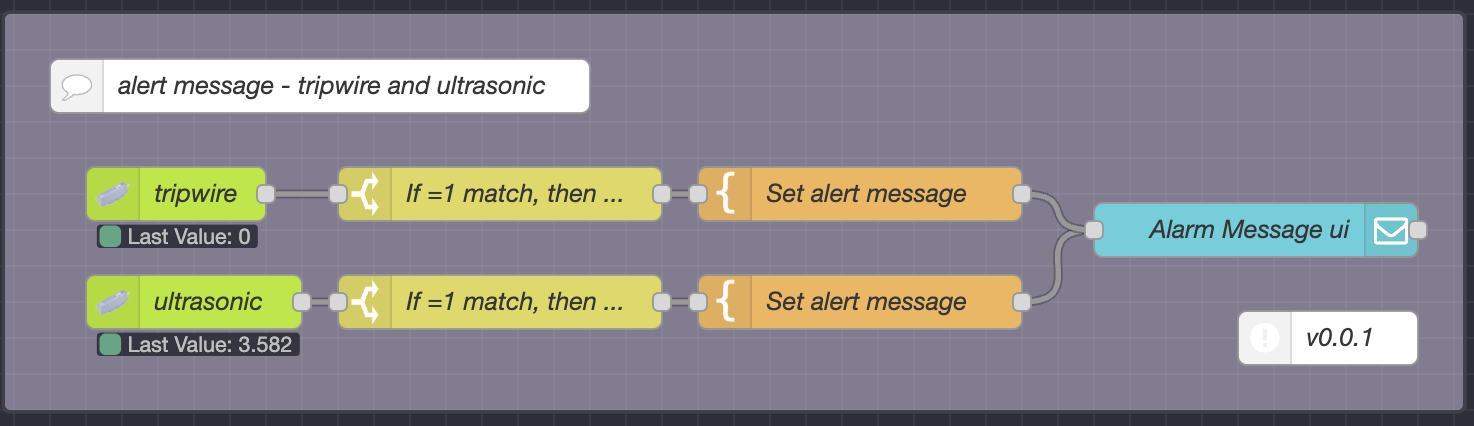 alert message - tripwire and ultrasonic
tripwire
If =1 match, then ...
Set alert message
Last Value: 0
Alarm Message ui
ultrasonic
If =1 match, then ...
Set alert message
Last Value: 3.582
v0.0.1